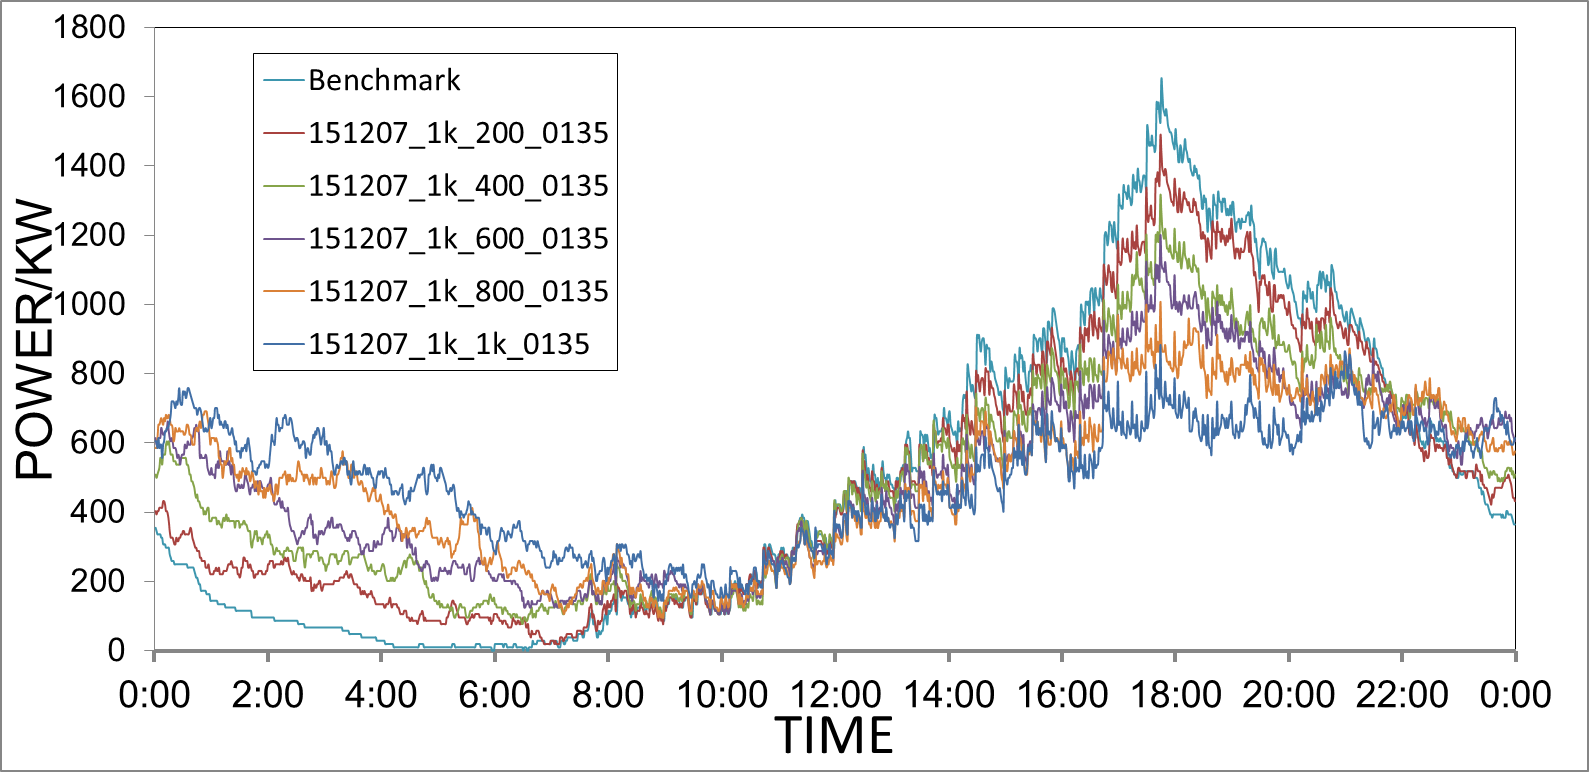 1800
1600
1400
1200
1000
800
600
400
200
0
POWER/KW
Benchmark
151207_1k_200_0135
151207_1k_400_0135
151207_1k_600_0135
151207_1k_800_0135
151207_1k_1k_0135
0:00 2:00 4:00 6:00 8:00 10:00 12:00 14:00 16:00 18:00 20:00 22:00 0:00
TIME